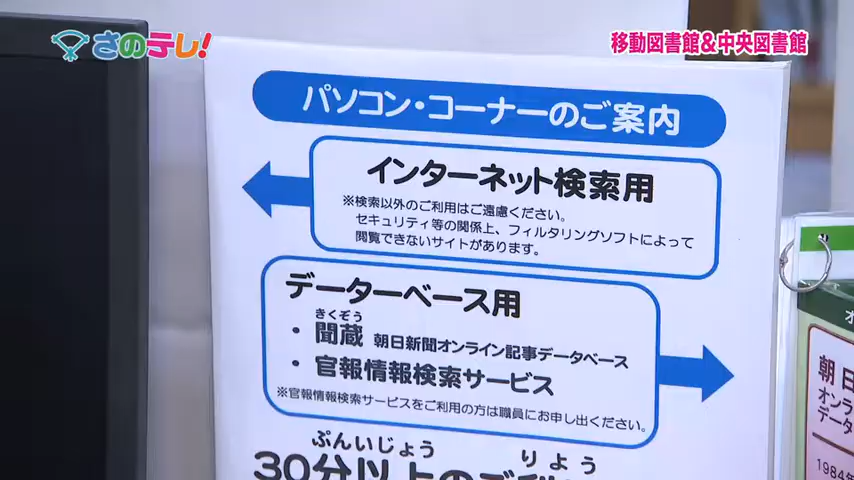 さのテレ!
移動図書館&中央図書館
パソコン・コーナーのご案内
インターネット検索用
※検索以外のご利用はご遠慮ください。
セキュリティ等の関係上、フィルタリングソフトによって
閲覧できないサイトがあります。
データーベース用
きくぞう
・聞蔵 朝日新聞オンライン記事データベース
・官報情報検索サービス
※官報情報検索サービスをご利用の方は職員にお申し出ください。
ぷんいじょう りよう
30分以上のご利
朝日
オンラ
データ
1984年